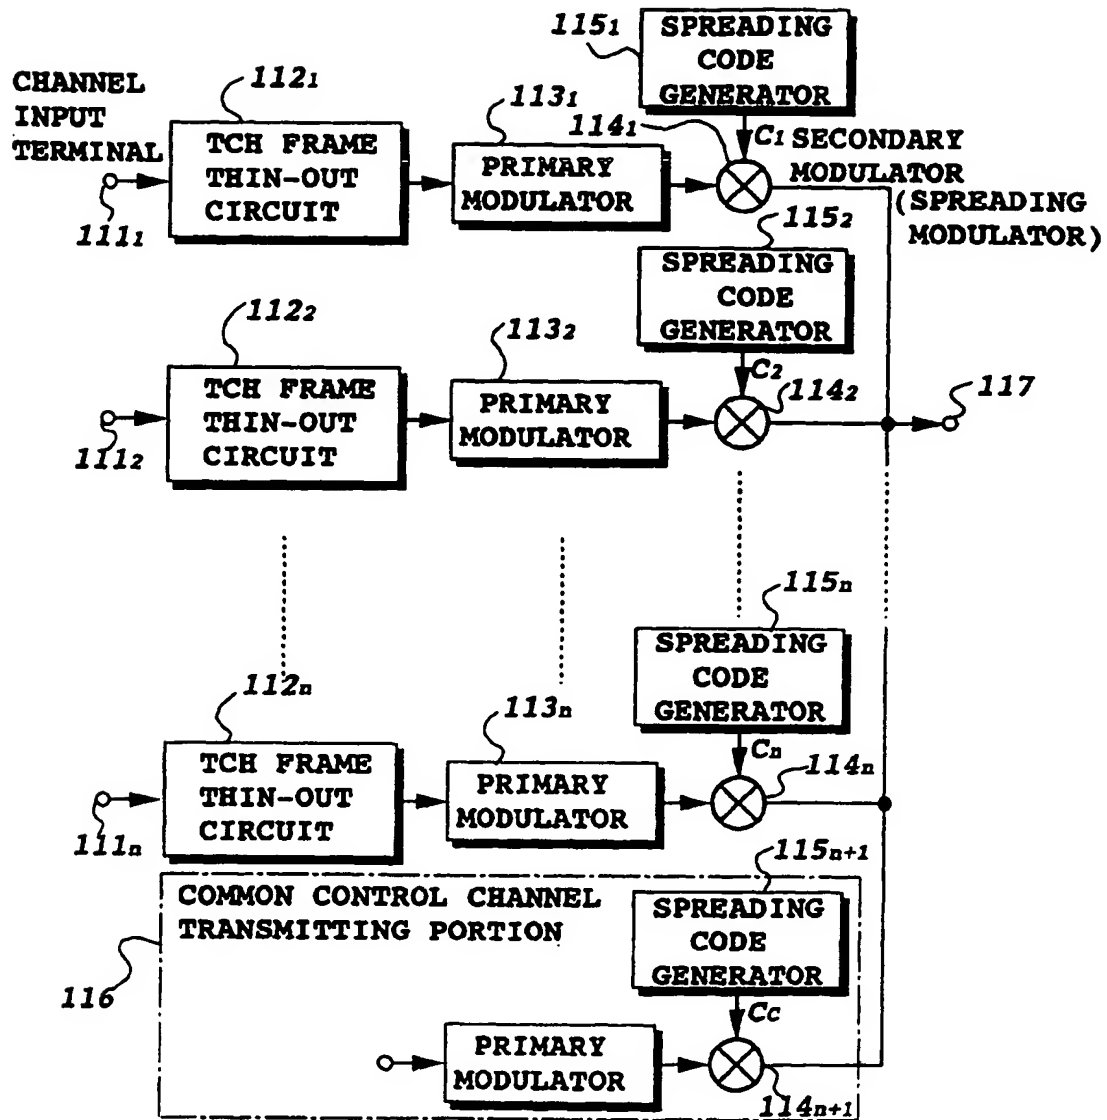 115₁
SPREADING
CODE
GENERATOR
CHANNEL
INPUT
TERMINAL
112₁
TCH FRAME
THIN-OUT
CIRCUIT
113₁
PRIMARY
MODULATOR
114₁
C₁
SECONDARY
MODULATOR
(SPREADING
MODULATOR)
111₁
115₂
SPREADING
CODE
GENERATOR
112₂
TCH FRAME
THIN-OUT
CIRCUIT
113₂
PRIMARY
MODULATOR
C₂
114₂
117
111₂
115n
SPREADING
CODE
GENERATOR
112n
TCH FRAME
THIN-OUT
CIRCUIT
113n
PRIMARY
MODULATOR
Cn
114n
111n
115n+1
COMMON CONTROL CHANNEL
TRANSMITTING PORTION
SPREADING
CODE
GENERATOR
116
Cc
PRIMARY
MODULATOR
114n+1